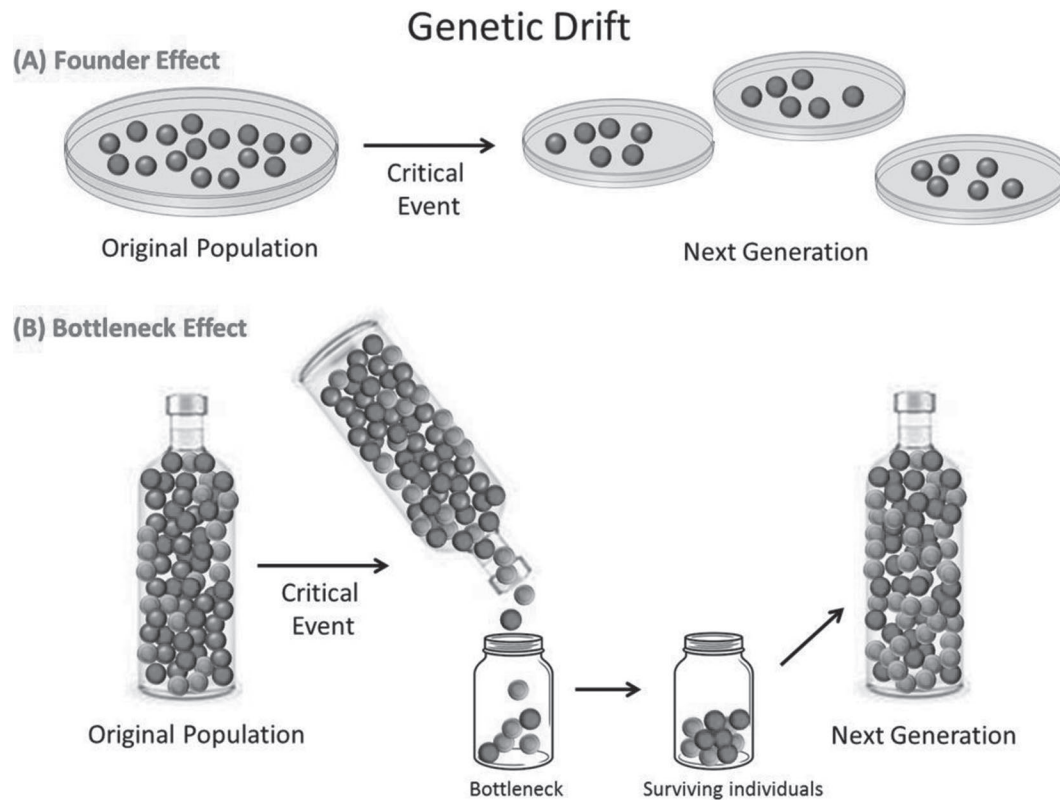 Genetic Drift
(A) Founder Effect
Critical
Event
Original Population
Next Generation
(B) Bottleneck Effect
Critical
Event
Original Population
Next Generation
Bottleneck
Surviving individuals